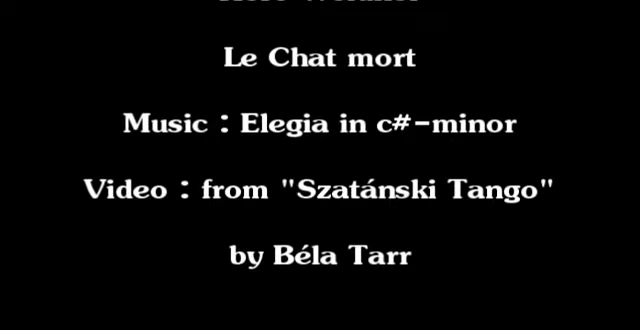 Le Chat mort
Music : Elegia in c#-minor
Video : from "Szatánski Tango"
by Béla Tarr